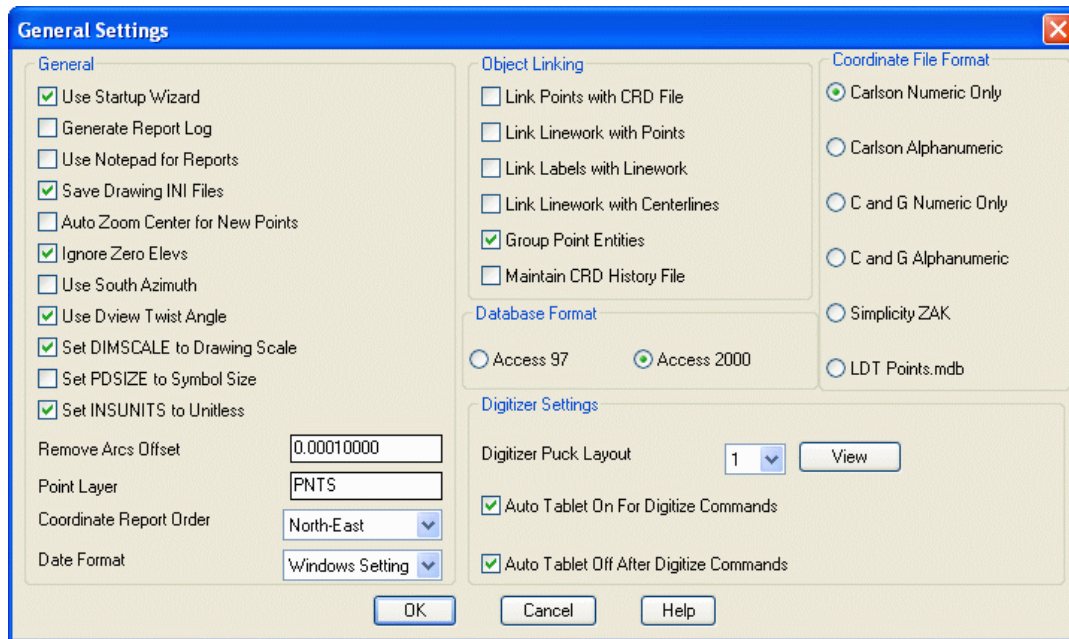 General Settings
General
Use Startup Wizard
Generate Report Log
Use Notepad for Reports
Save Drawing INI Files
Auto Zoom Center for New Points
Ignore Zero Elevs
Use South Azimuth
Use Dview Twist Angle
Set DIMSCALE to Drawing Scale
Set PDSIZE to Symbol Size
Set INSUNITS to Unitless
Remove Arcs Offset 0.00010000
Point Layer PNTS
Coordinate Report Order North-East
Date Format Windows Setting
Object Linking
Link Points with CRD File
Link Linework with Points
Link Labels with Linework
Link Linework with Centerlines
Group Point Entities
Maintain CRD History File
Database Format
Access 97 Access 2000
Coordinate File Format
Carlson Numeric Only
Carlson Alphanumeric
C and G Numeric Only
C and G Alphanumeric
Simplicity ZAK
LDT Points.mdb
Digitizer Settings
Digitizer Puck Layout 1 View
Auto Tablet On For Digitize Commands
Auto Tablet Off After Digitize Commands
OK Cancel Help